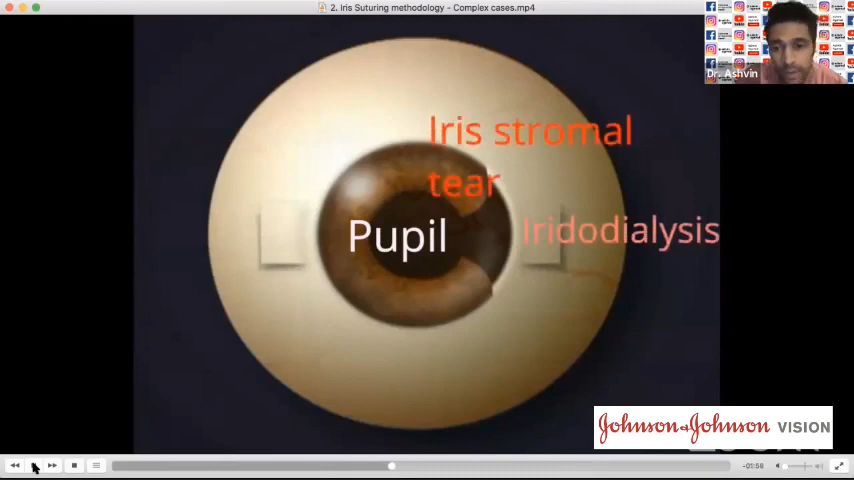 2. Iris Suturing methodology - Complex cases.mp4
Dr. Ashvin
Iris stromal
tear
Pupil
Iridodialysis
Johnson & Johnson VISION
-01:58